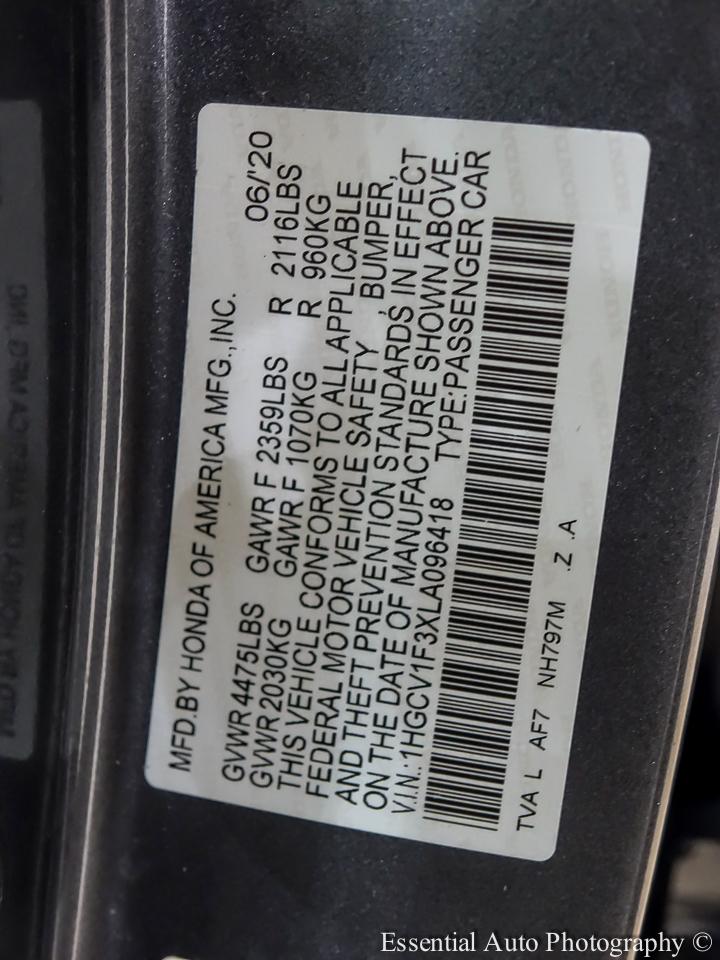 MFD.BY HONDA OF AMERICA MFG.,INC. 06/'20
GVWR 4475LBS GAWR F 2359LBS R 2116LBS
GVWR 2030KG GAWR F 1070KG R 960KG
THIS VEHICLE CONFORMS TO ALL APPLICABLE
FEDERAL MOTOR VEHICLE SAFETY , BUMPER,
AND THEFT PREVENTION STANDARDS IN EFFECT
ON THE DATE OF MANUFACTURE SHOWN ABOVE.
V.I.N.:1HGCV1F3XLA096418 TYPE:PASSENGER CAR
TVA L AF7 NH797M .Z .A
Essential Auto Photography ©